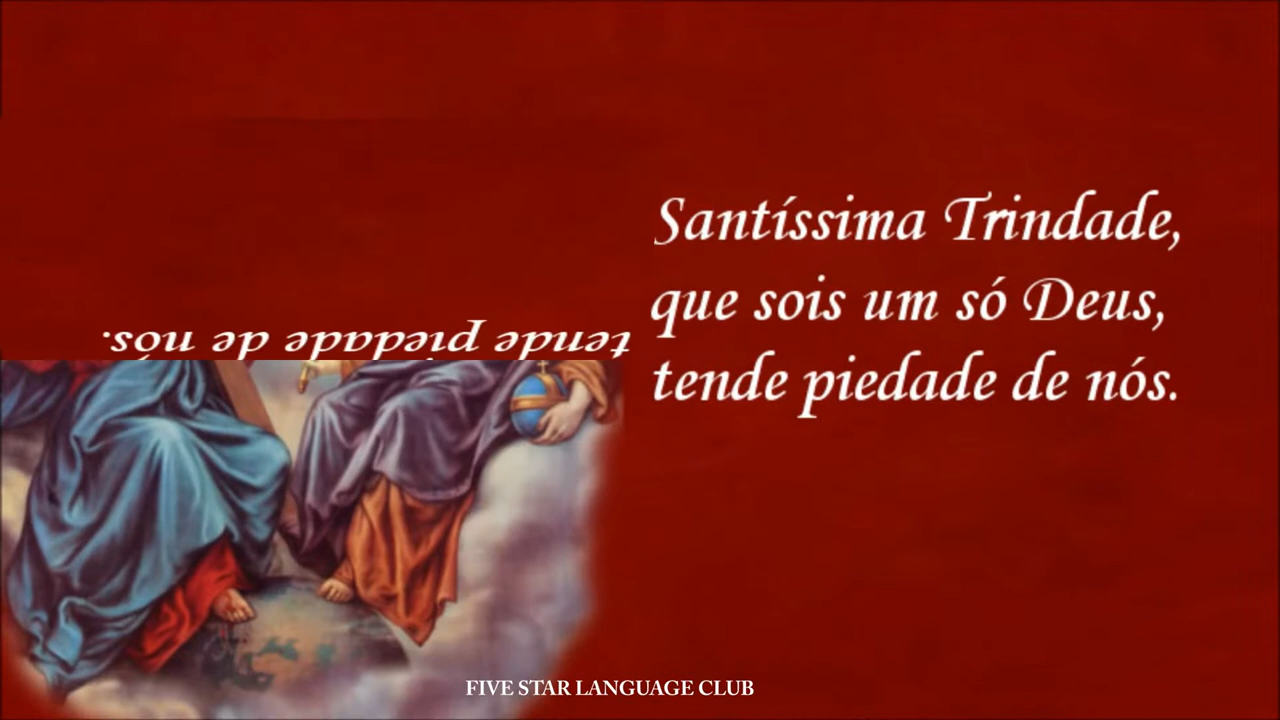 Santíssima Trindade,
que sois um só Deus,
tende piedade de nós.
tende piedade de nós.
FIVE STAR LANGUAGE CLUB